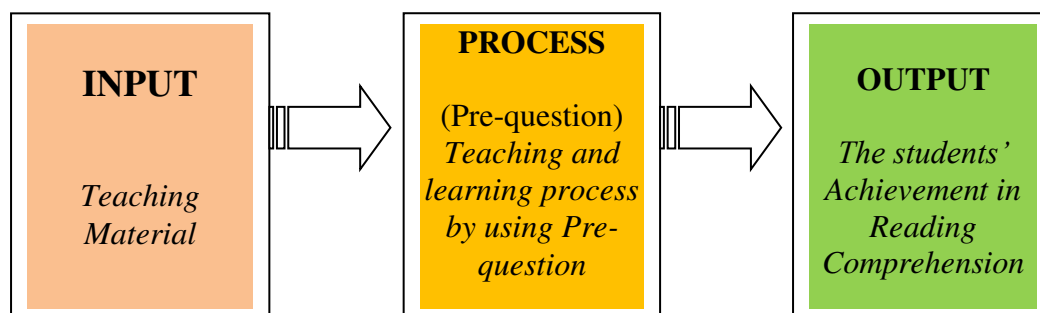 INPUT
Teaching
Material
PROCESS
(Pre-question)
Teaching and
learning process
by using Pre-
question
OUTPUT
The students’
Achievement in
Reading
Comprehension